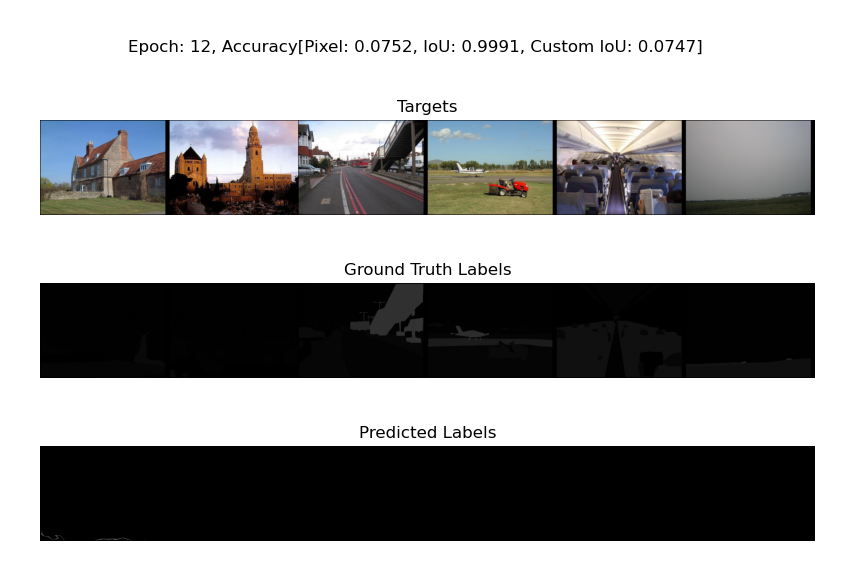 Epoch: 12, Accuracy[Pixel: 0.0752, IoU: 0.9991, Custom IoU: 0.0747]
Targets
Ground Truth Labels
Predicted Labels